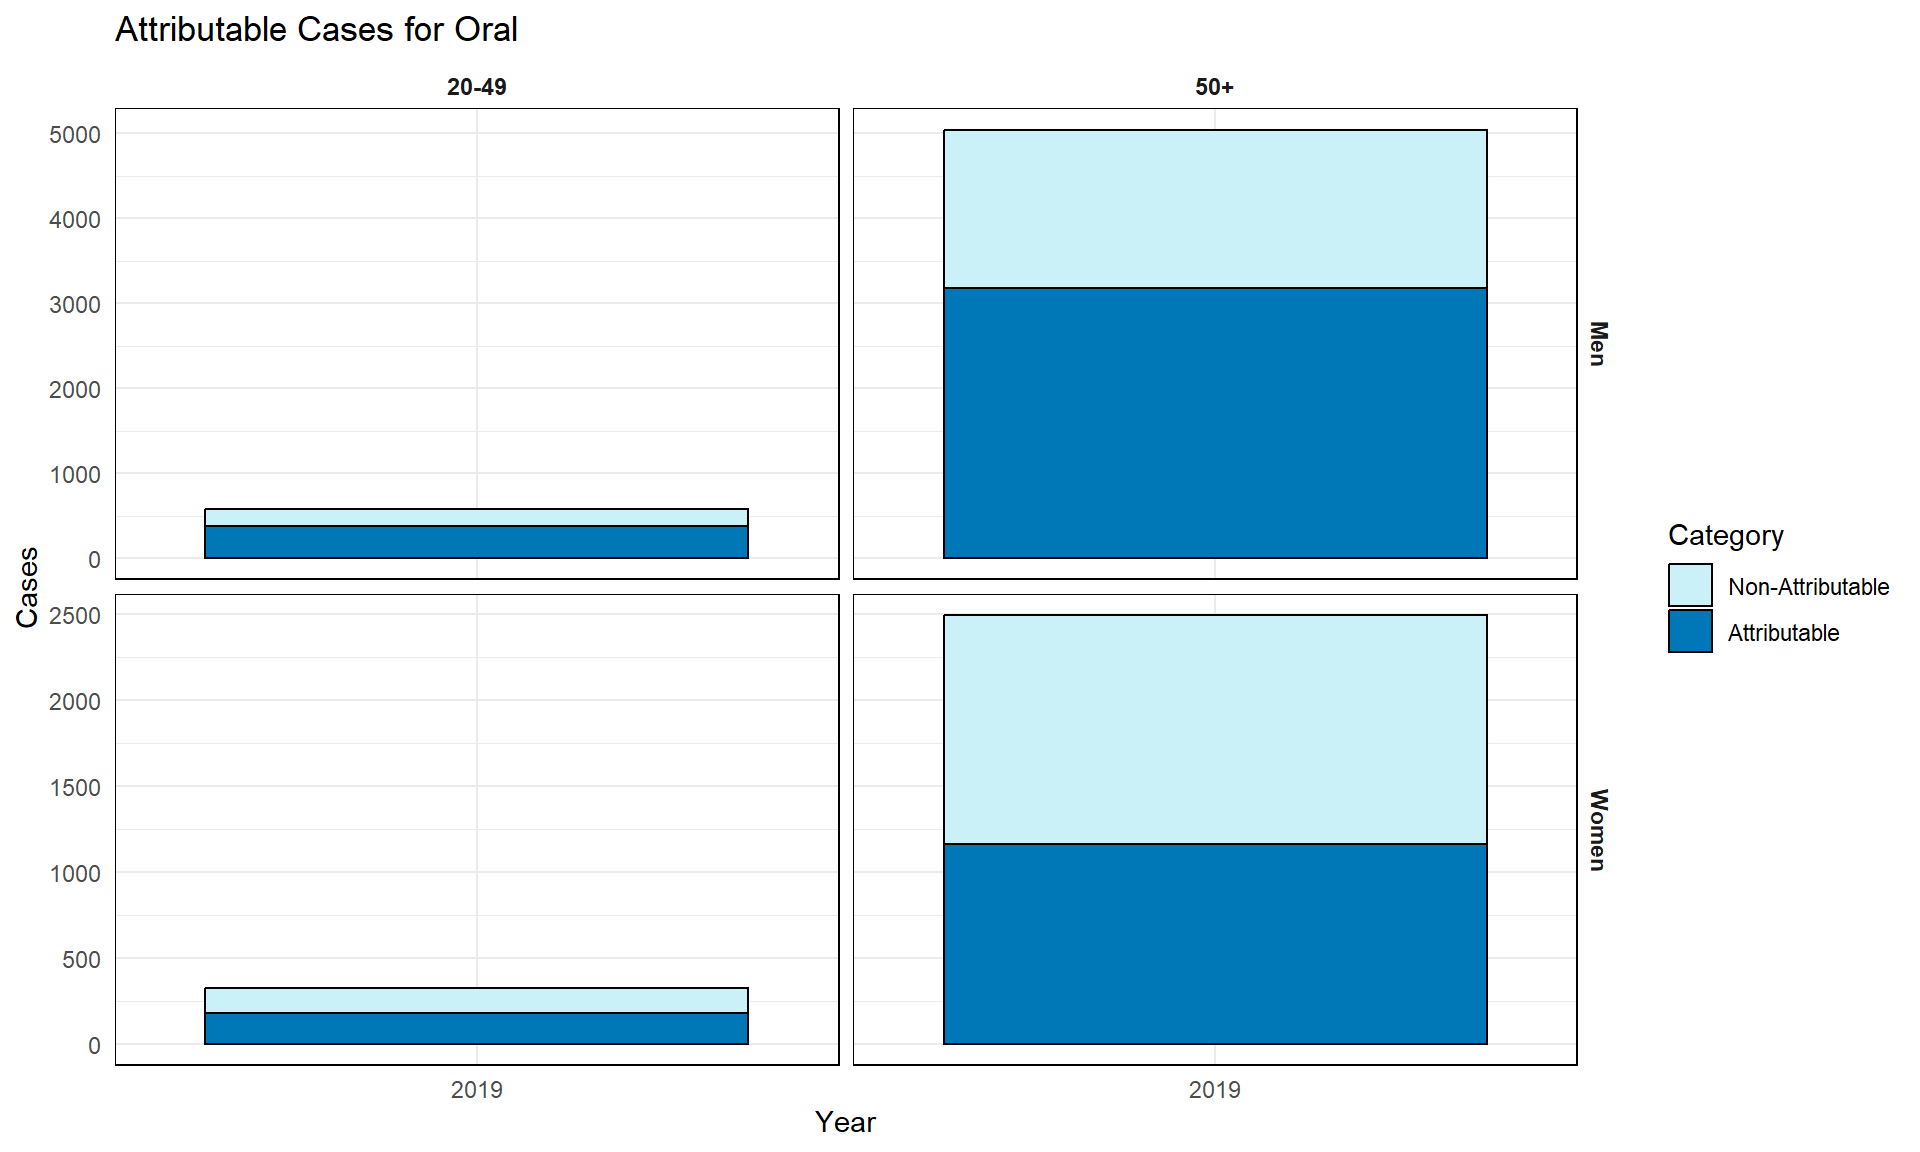 Attributable Cases for Oral
20-49
50+
5000
4000
3000
2000
1000
0
Men
2500
2000
1500
1000
500
0
Women
Cases
2019
2019
Year
Category
Non-Attributable
Attributable